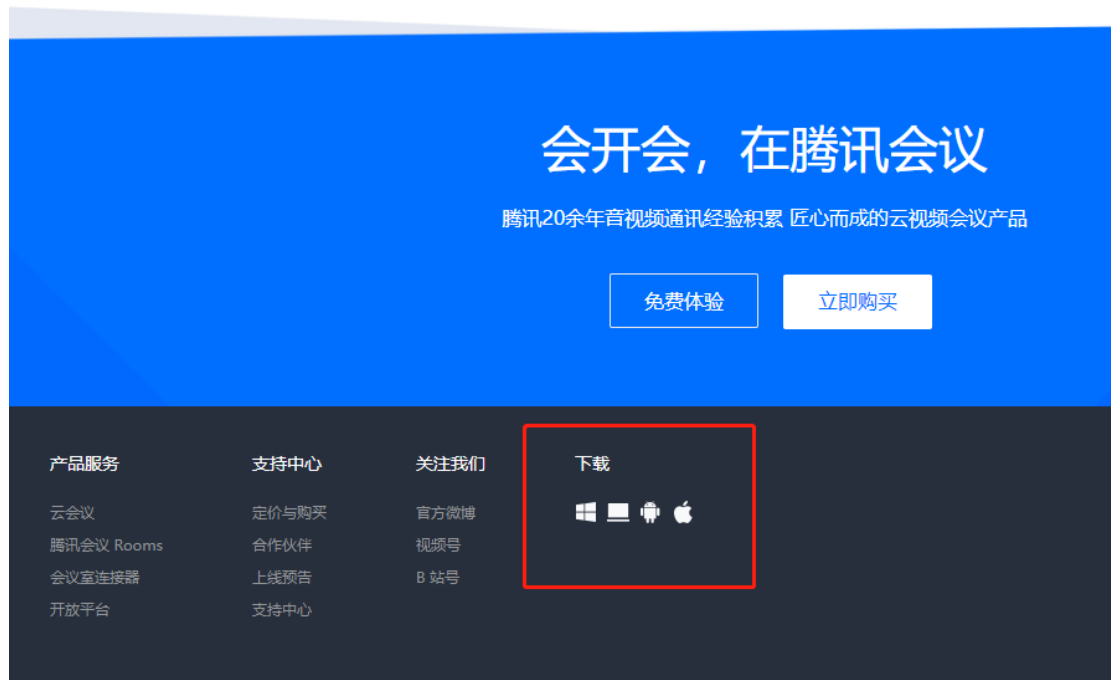 会开会，在腾讯会议
腾讯20余年音视频通讯经验积累 匠心而成的云视频会议产品
免费体验
立即购买
产品服务
云会议
腾讯会议 Rooms
会议室连接器
开放平台
支持中心
定价与购买
合作伙伴
上线预告
支持中心
关注我们
官方微博
视频号
B 站号
下载